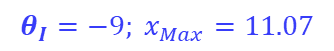 θ_I = −9; x_Max = 11.07